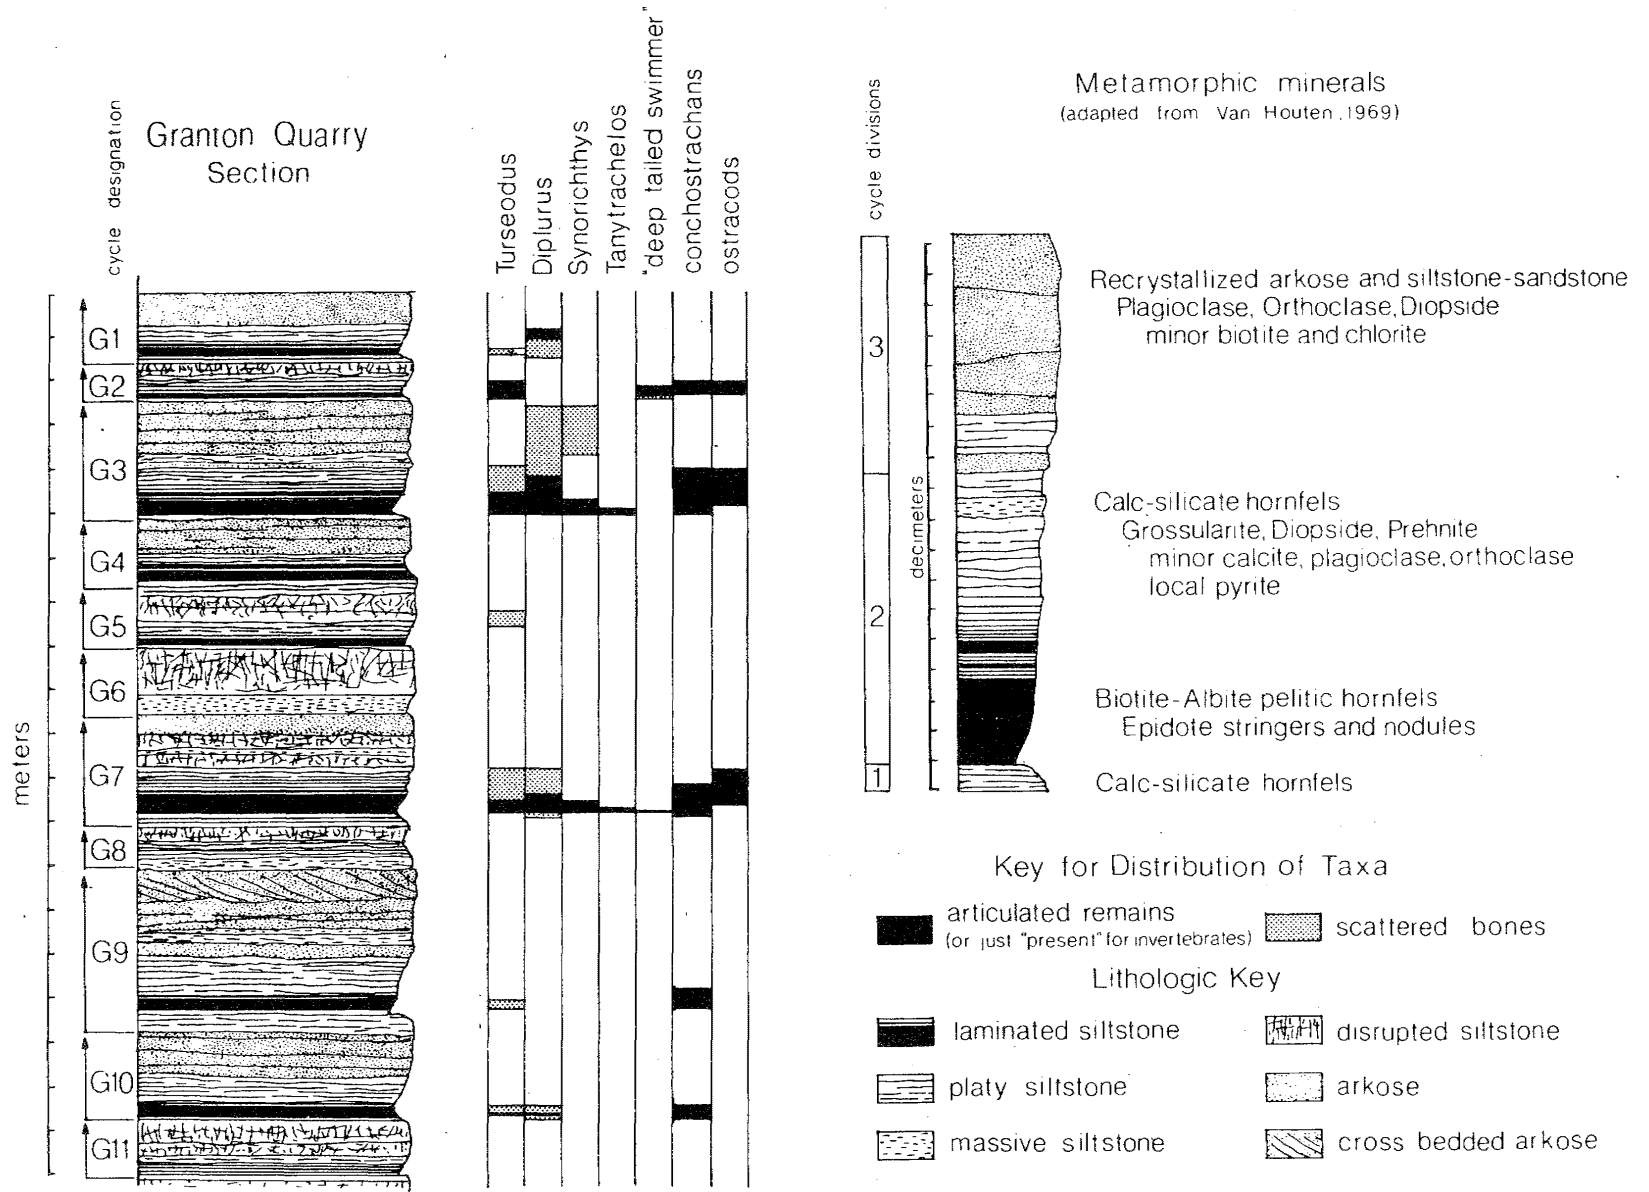 Granton Quarry
Section
cycle designation
meters
G1
G2
G3
G4
G5
G6
G7
G8
G9
G10
G11
Turseodus
Diplurus
Synorichthys
Tanytrachelos
"deep tailed swimmer"
conchostrachans
ostracods
cycle divisions
3
2
1
decimeters
Metamorphic minerals
(adapted from Van Houten, 1969)
Recrystallized arkose and siltstone-sandstone
Plagioclase, Orthoclase, Diopside
minor biotite and chlorite
Calc-silicate hornfels
Grossularite, Diopside, Prehnite
minor calcite, plagioclase, orthoclase
local pyrite
Biotite-Albite pelitic hornfels
Epidote stringers and nodules
Calc-silicate hornfels
Key for Distribution of Taxa
articulated remains
(or just "present" for invertebrates)
scattered bones
Lithologic Key
laminated siltstone
disrupted siltstone
platy siltstone
arkose
massive siltstone
cross bedded arkose